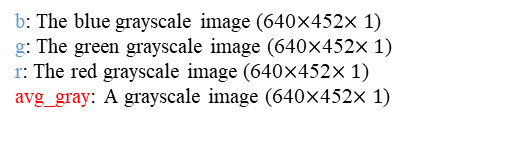 b: The blue grayscale image (640×452× 1)
g: The green grayscale image (640×452× 1)
r: The red grayscale image (640×452× 1)
avg_gray: A grayscale image (640×452× 1)